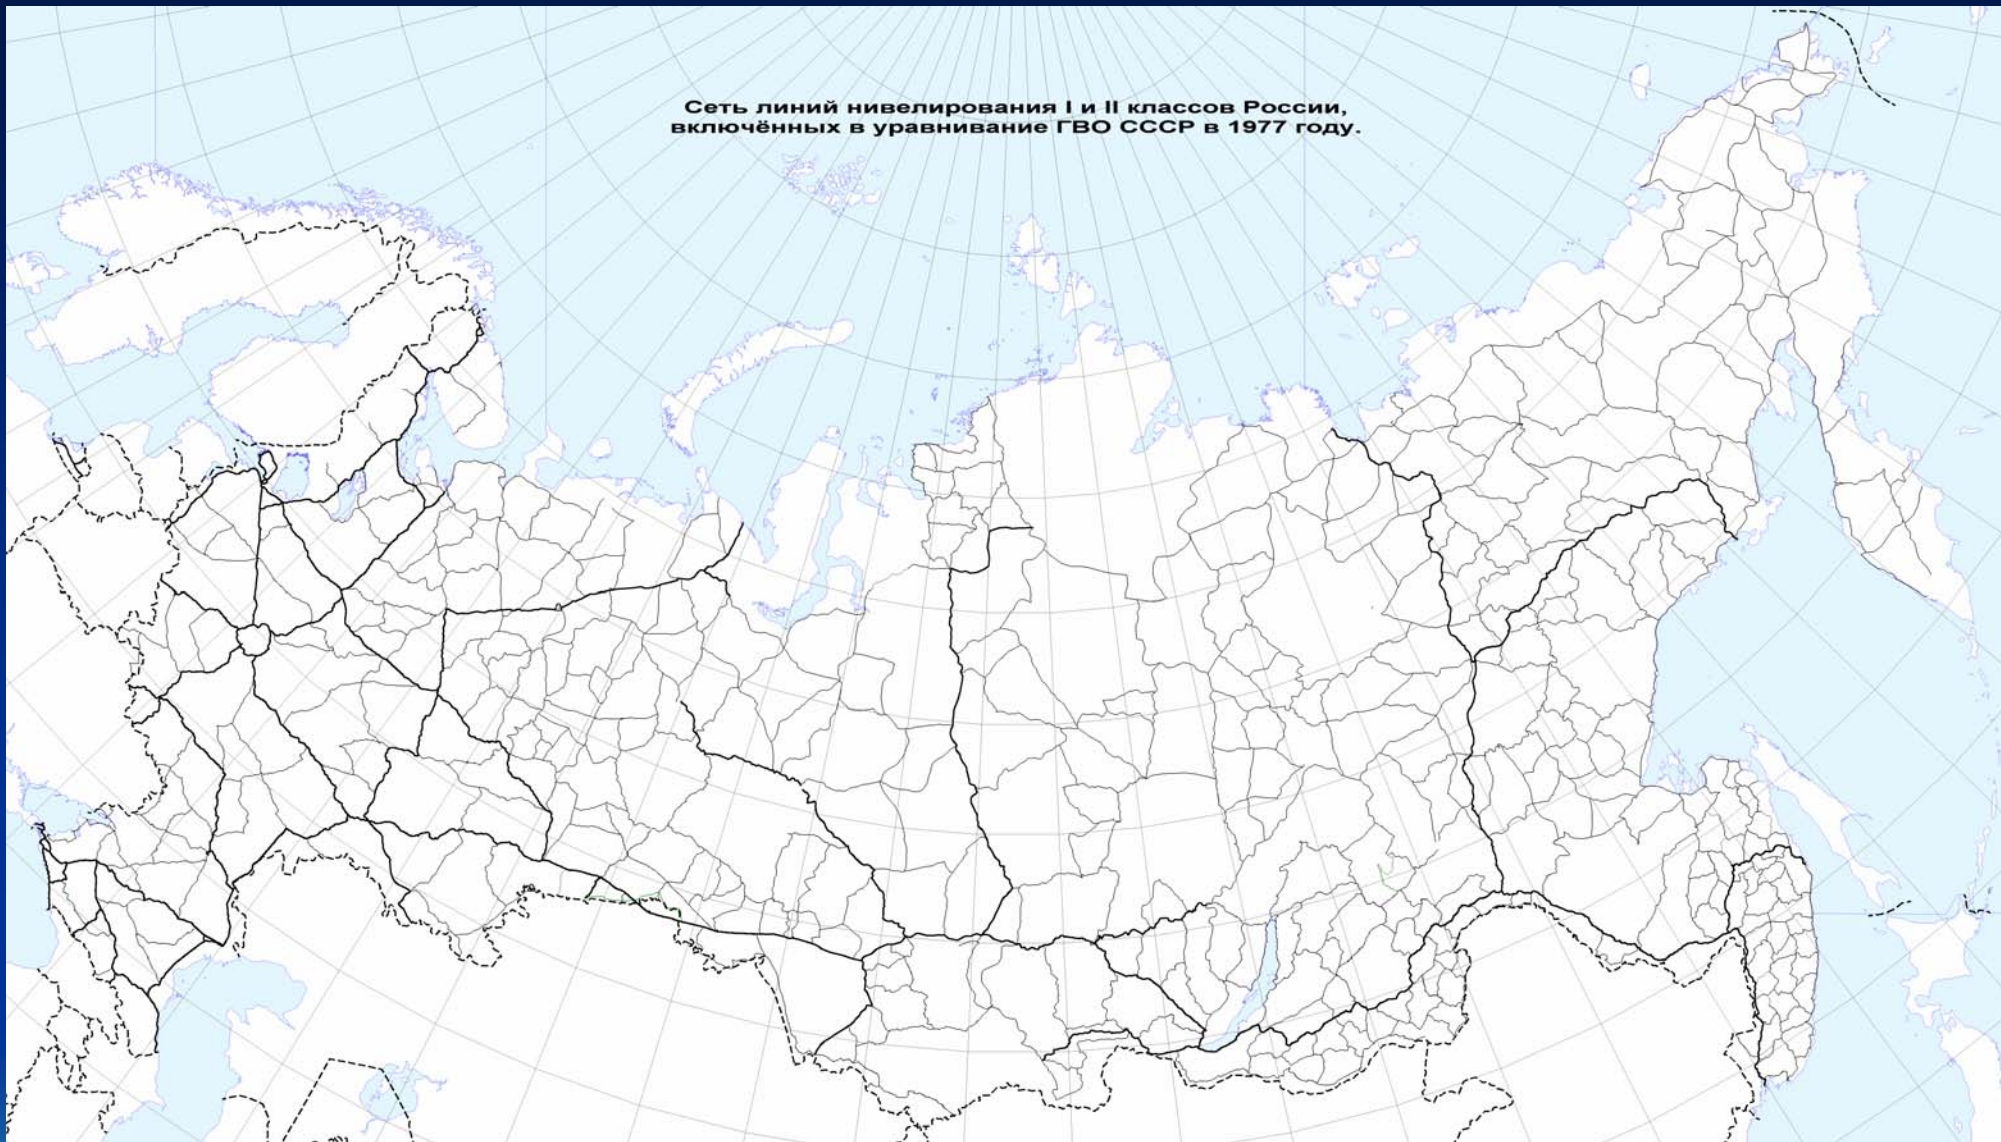 Сеть линий нивелирования I и II классов России,
включённых в уравнивание ГВО СССР в 1977 году.